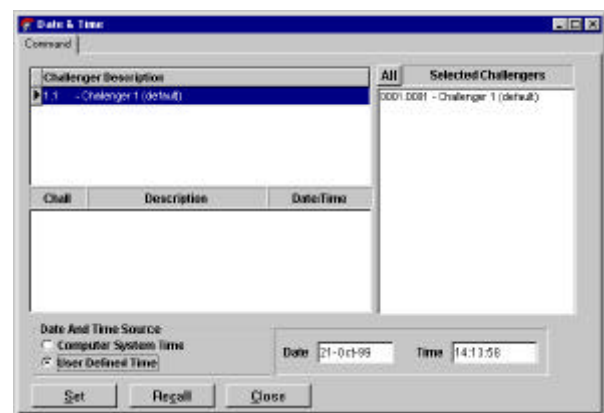 Date & Time
Command
Challenger Description
1.1 - Challenger 1 (default)
All Selected Challengers
0001.0001 - Challenger 1 (default)
Chall Description Date/Time
Date And Time Source
Computer System Time
User Defined Time
Date 21-Oct-99 Time 14:13:58
Set Recall Close